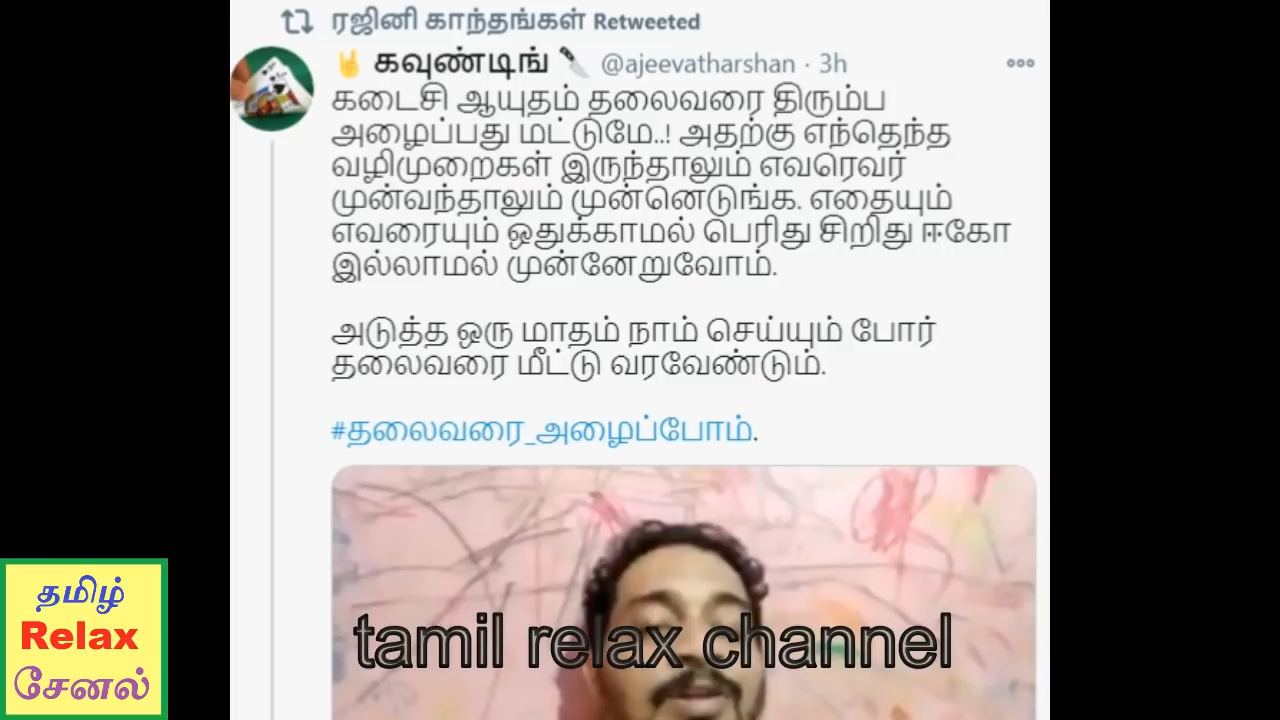 ரஜினி காந்தங்கள் Retweeted
🤘 கவுண்டிங் 🔪 @ajeevatharshan · 3h
கடைசி ஆயுதம் தலைவரை திரும்ப
அழைப்பது மட்டுமே..! அதற்கு எந்தெந்த
வழிமுறைகள் இருந்தாலும் எவரெவர்
முன்வந்தாலும் முன்னெடுங்க. எதையும்
எவரையும் ஒதுக்காமல் பெரிது சிறிது ஈகோ
இல்லாமல் முன்னேறுவோம்.
அடுத்த ஒரு மாதம் நாம் செய்யும் போர்
தலைவரை மீட்டு வரவேண்டும்.
#தலைவரை_அழைப்போம்.
tamil relax channel
தமிழ்
Relax
சேனல்